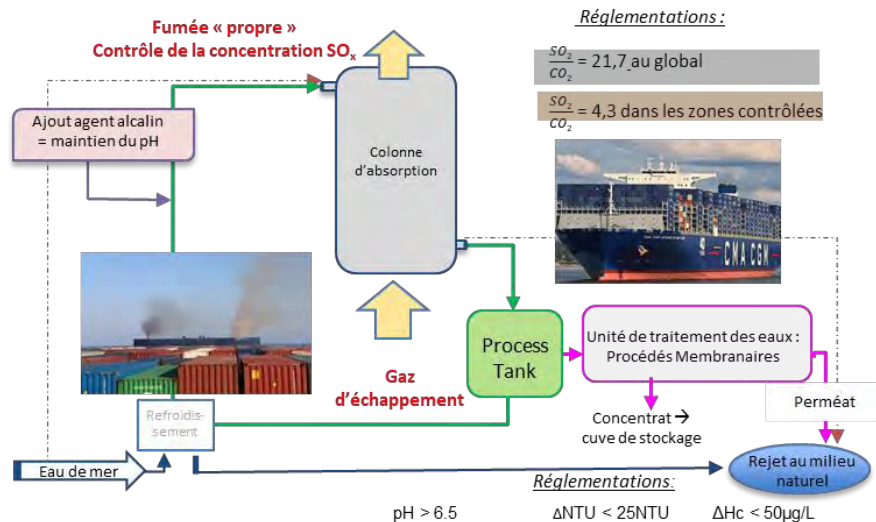 Fumée « propre »
Contrôle de la concentration SOx
Réglementations :
SO2/CO2 = 21,7 au global
SO2/CO2 = 4,3 dans les zones contrôlées
Ajout agent alcalin
= maintien du pH
Colonne
d'absorption
CMA CGM
Process
Tank
Unité de traitement des eaux :
Procédés Membranaires
Gaz
d'échappement
Refroidis-
sement
Concentrat →
cuve de stockage
Perméat
Eau de mer
Rejet au milieu
naturel
Réglementations:
pH > 6.5 ΔNTU < 25NTU ΔHc < 50µg/L